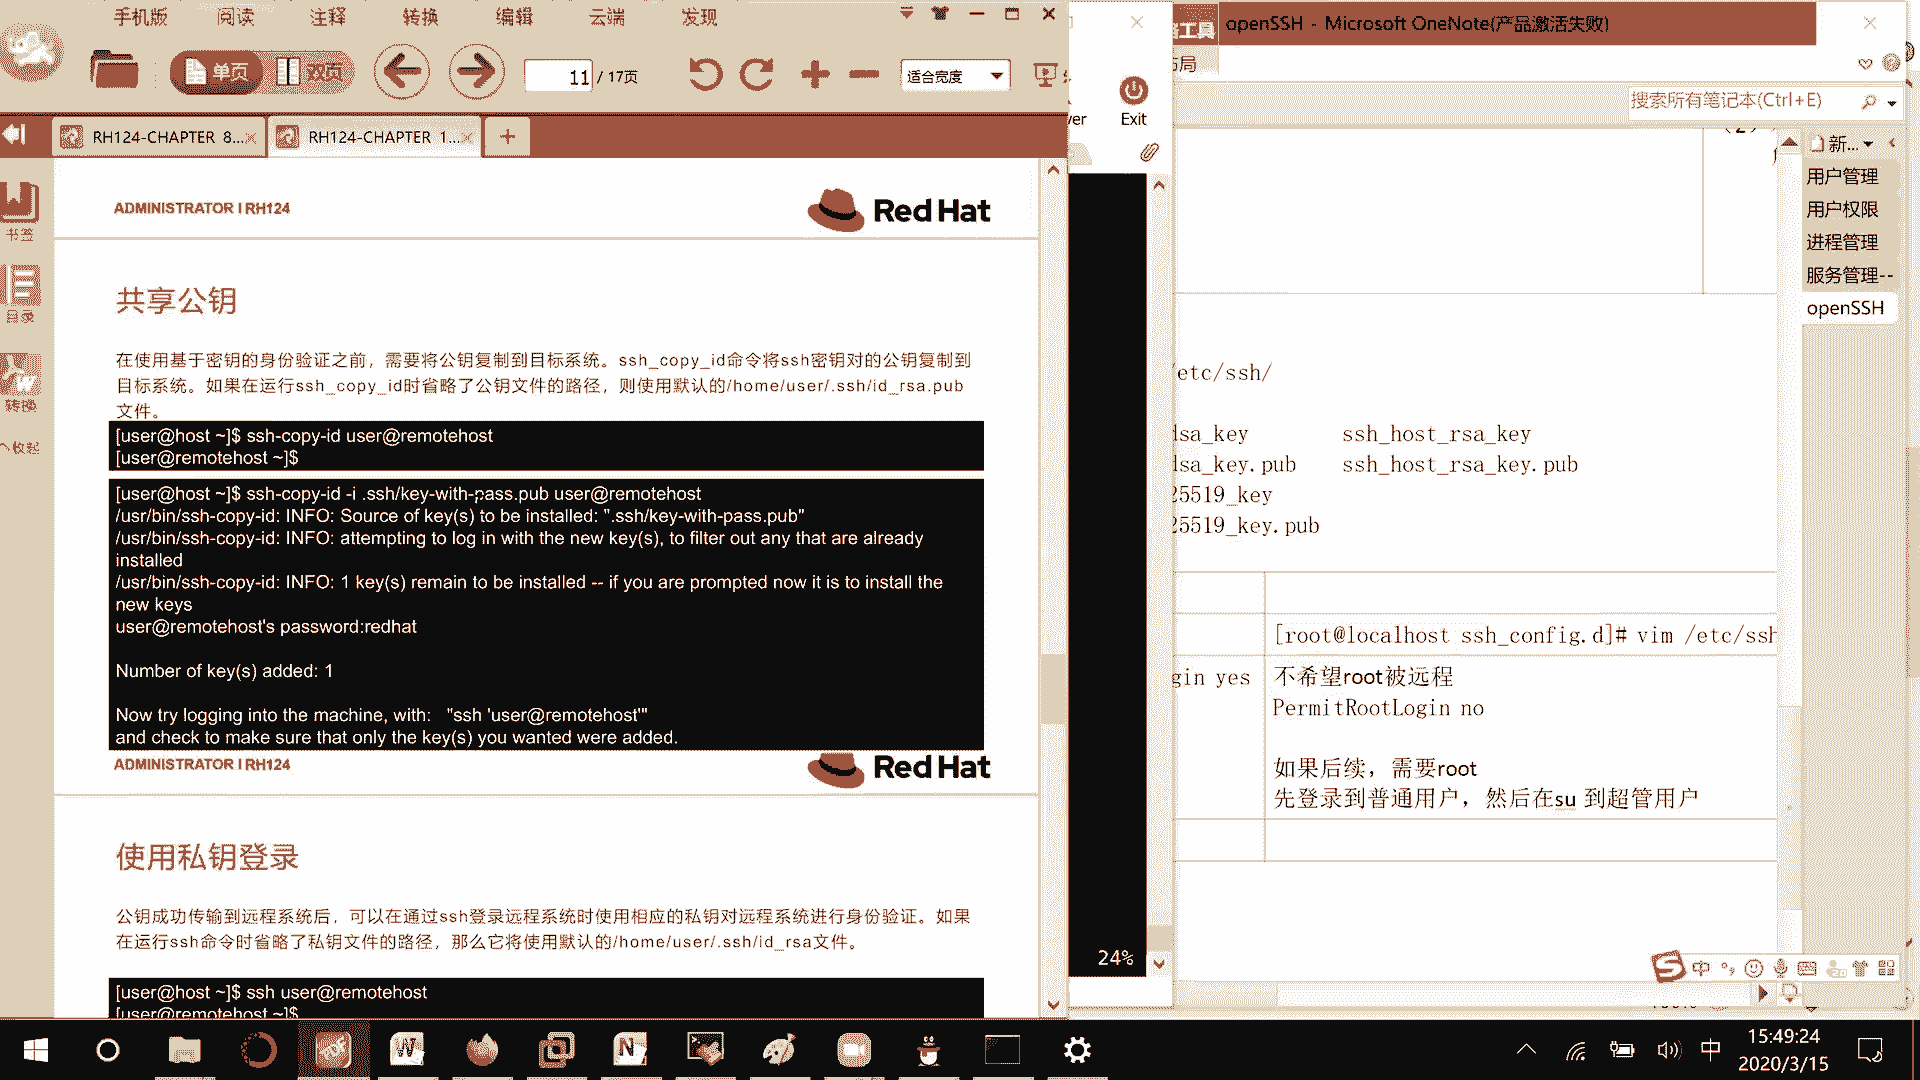 手机版 阅读 注释 转换 编辑 云端 发现
单页 双页 11 / 17页 适合宽度
RH124-CHAPTER 8... RH124-CHAPTER 1...
书签
目录
转换
收起
ADMINISTRATOR I RH124
Red Hat
共享公钥
在使用基于密钥的身份验证之前，需要将公钥复制到目标系统。ssh_copy_id命令将ssh密钥对的公钥复制到
目标系统。如果在运行ssh_copy_id时省略了公钥文件的路径，则使用默认的/home/user/.ssh/id_rsa.pub
文件。
[user@host ~]$ ssh-copy-id user@remotehost
[user@remotehost ~]$
[user@host ~]$ ssh-copy-id -i .ssh/key-with-pass.pub user@remotehost
/usr/bin/ssh-copy-id: INFO: Source of key(s) to be installed: ".ssh/key-with-pass.pub"
/usr/bin/ssh-copy-id: INFO: attempting to log in with the new key(s), to filter out any that are already
installed
/usr/bin/ssh-copy-id: INFO: 1 key(s) remain to be installed -- if you are prompted now it is to install the
new keys
user@remotehost's password:redhat
Number of key(s) added: 1
Now try logging into the machine, with: "ssh 'user@remotehost'"
and check to make sure that only the key(s) you wanted were added.
ADMINISTRATOR I RH124
Red Hat
使用私钥登录
公钥成功传输到远程系统后，可以在通过ssh登录远程系统时使用相应的私钥对远程系统进行身份验证。如果
在运行ssh命令时省略了私钥文件的路径，那么它将使用默认的/home/user/.ssh/id_rsa文件。
[user@host ~]$ ssh user@remotehost
[user@remotehost ~]$
ver Exit
24%
工具 openSSH - Microsoft OneNote(产品激活失败)
布局
搜索所有笔记本(Ctrl+E)
新...
用户管理
用户权限
进程管理
服务管理--
openSSH
/etc/ssh/
dsa_key ssh_host_rsa_key
dsa_key.pub ssh_host_rsa_key.pub
25519_key
25519_key.pub
[root@localhost ssh_config.d]# vim /etc/ssh
gin yes 不希望root被远程
PermitRootLogin no
如果后续，需要root
先登录到普通用户，然后在su 到超管用户
中
中 15:49:24
2020/3/15